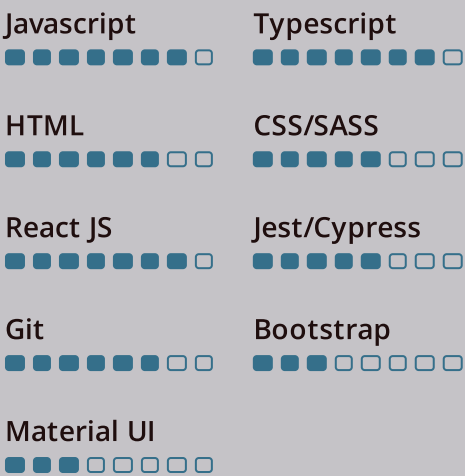 Javascript
Typescript
HTML
CSS/SASS
React JS
Jest/Cypress
Git
Bootstrap
Material UI